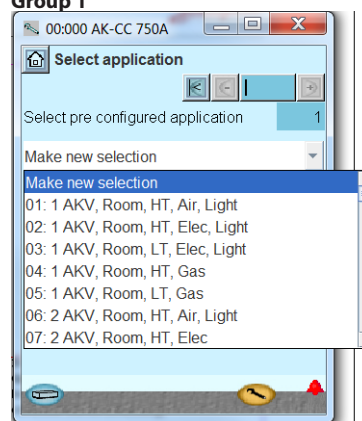 Group 1
00:000 AK-CC 750A
Select application
Select pre configured application 1
Make new selection
Make new selection
01: 1 AKV, Room, HT, Air, Light
02: 1 AKV, Room, HT, Elec, Light
03: 1 AKV, Room, LT, Elec, Light
04: 1 AKV, Room, HT, Gas
05: 1 AKV, Room, LT, Gas
06: 2 AKV, Room, HT, Air, Light
07: 2 AKV, Room, HT, Elec